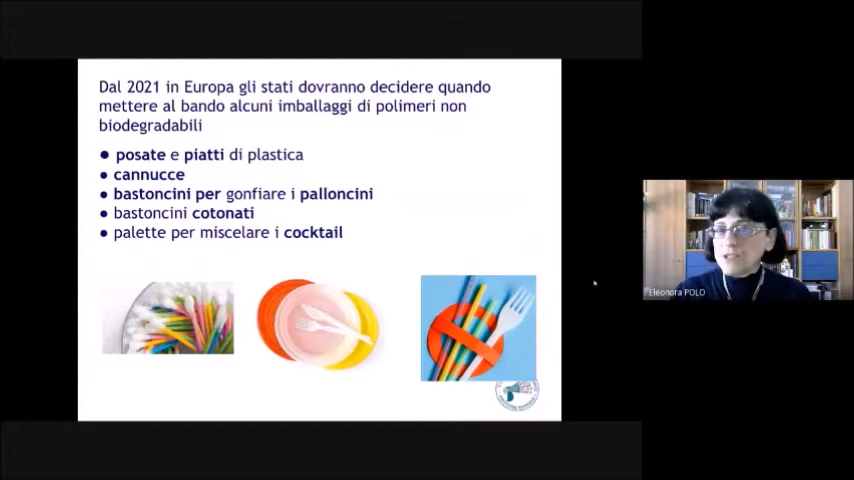 Dal 2021 in Europa gli stati dovranno decidere quando
mettere al bando alcuni imballaggi di polimeri non
biodegradabili
● posate e piatti di plastica
● cannucce
● bastoncini per gonfiare i palloncini
● bastoncini cotonati
● palette per miscelare i cocktail
Eleonora POLO